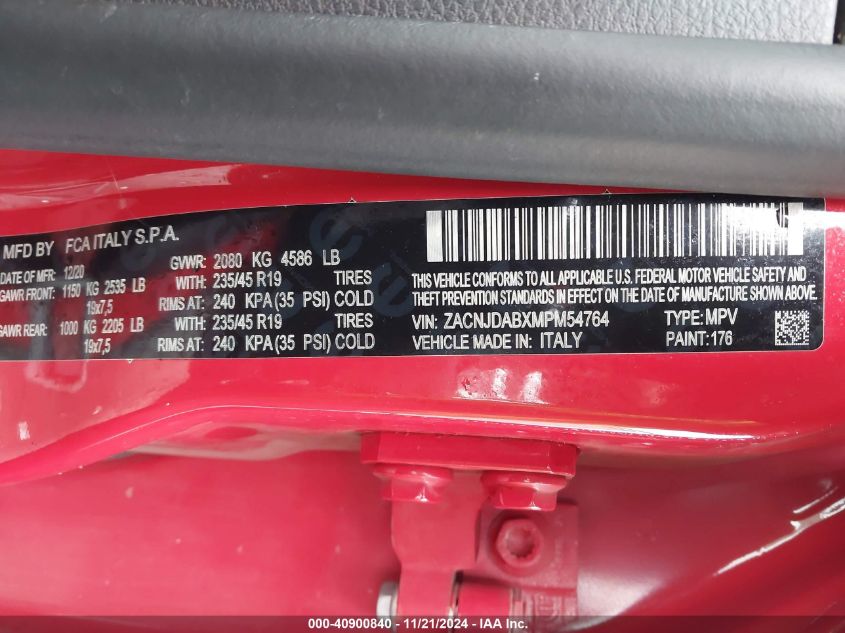 MFD BY FCA ITALY S.P.A.
DATE OF MFR: 12/20 GVWR: 2080 KG 4586 LB
GAWR FRONT: 1150 KG 2535 LB WITH: 235/45 R19 TIRES
19x7,5 RIMS AT: 240 KPA(35 PSI) COLD
GAWR REAR: 1000 KG 2205 LB WITH: 235/45 R19 TIRES
19x7,5 RIMS AT: 240 KPA(35 PSI) COLD
THIS VEHICLE CONFORMS TO ALL APPLICABLE U.S. FEDERAL MOTOR VEHICLE SAFETY AND
THEFT PREVENTION STANDARDS IN EFFECT ON THE DATE OF MANUFACTURE SHOWN ABOVE.
VIN: ZACNJDABXMPM54764 TYPE: MPV
VEHICLE MADE IN: ITALY PAINT:176
000-40900840 - 11/21/2024 - IAAI.COM